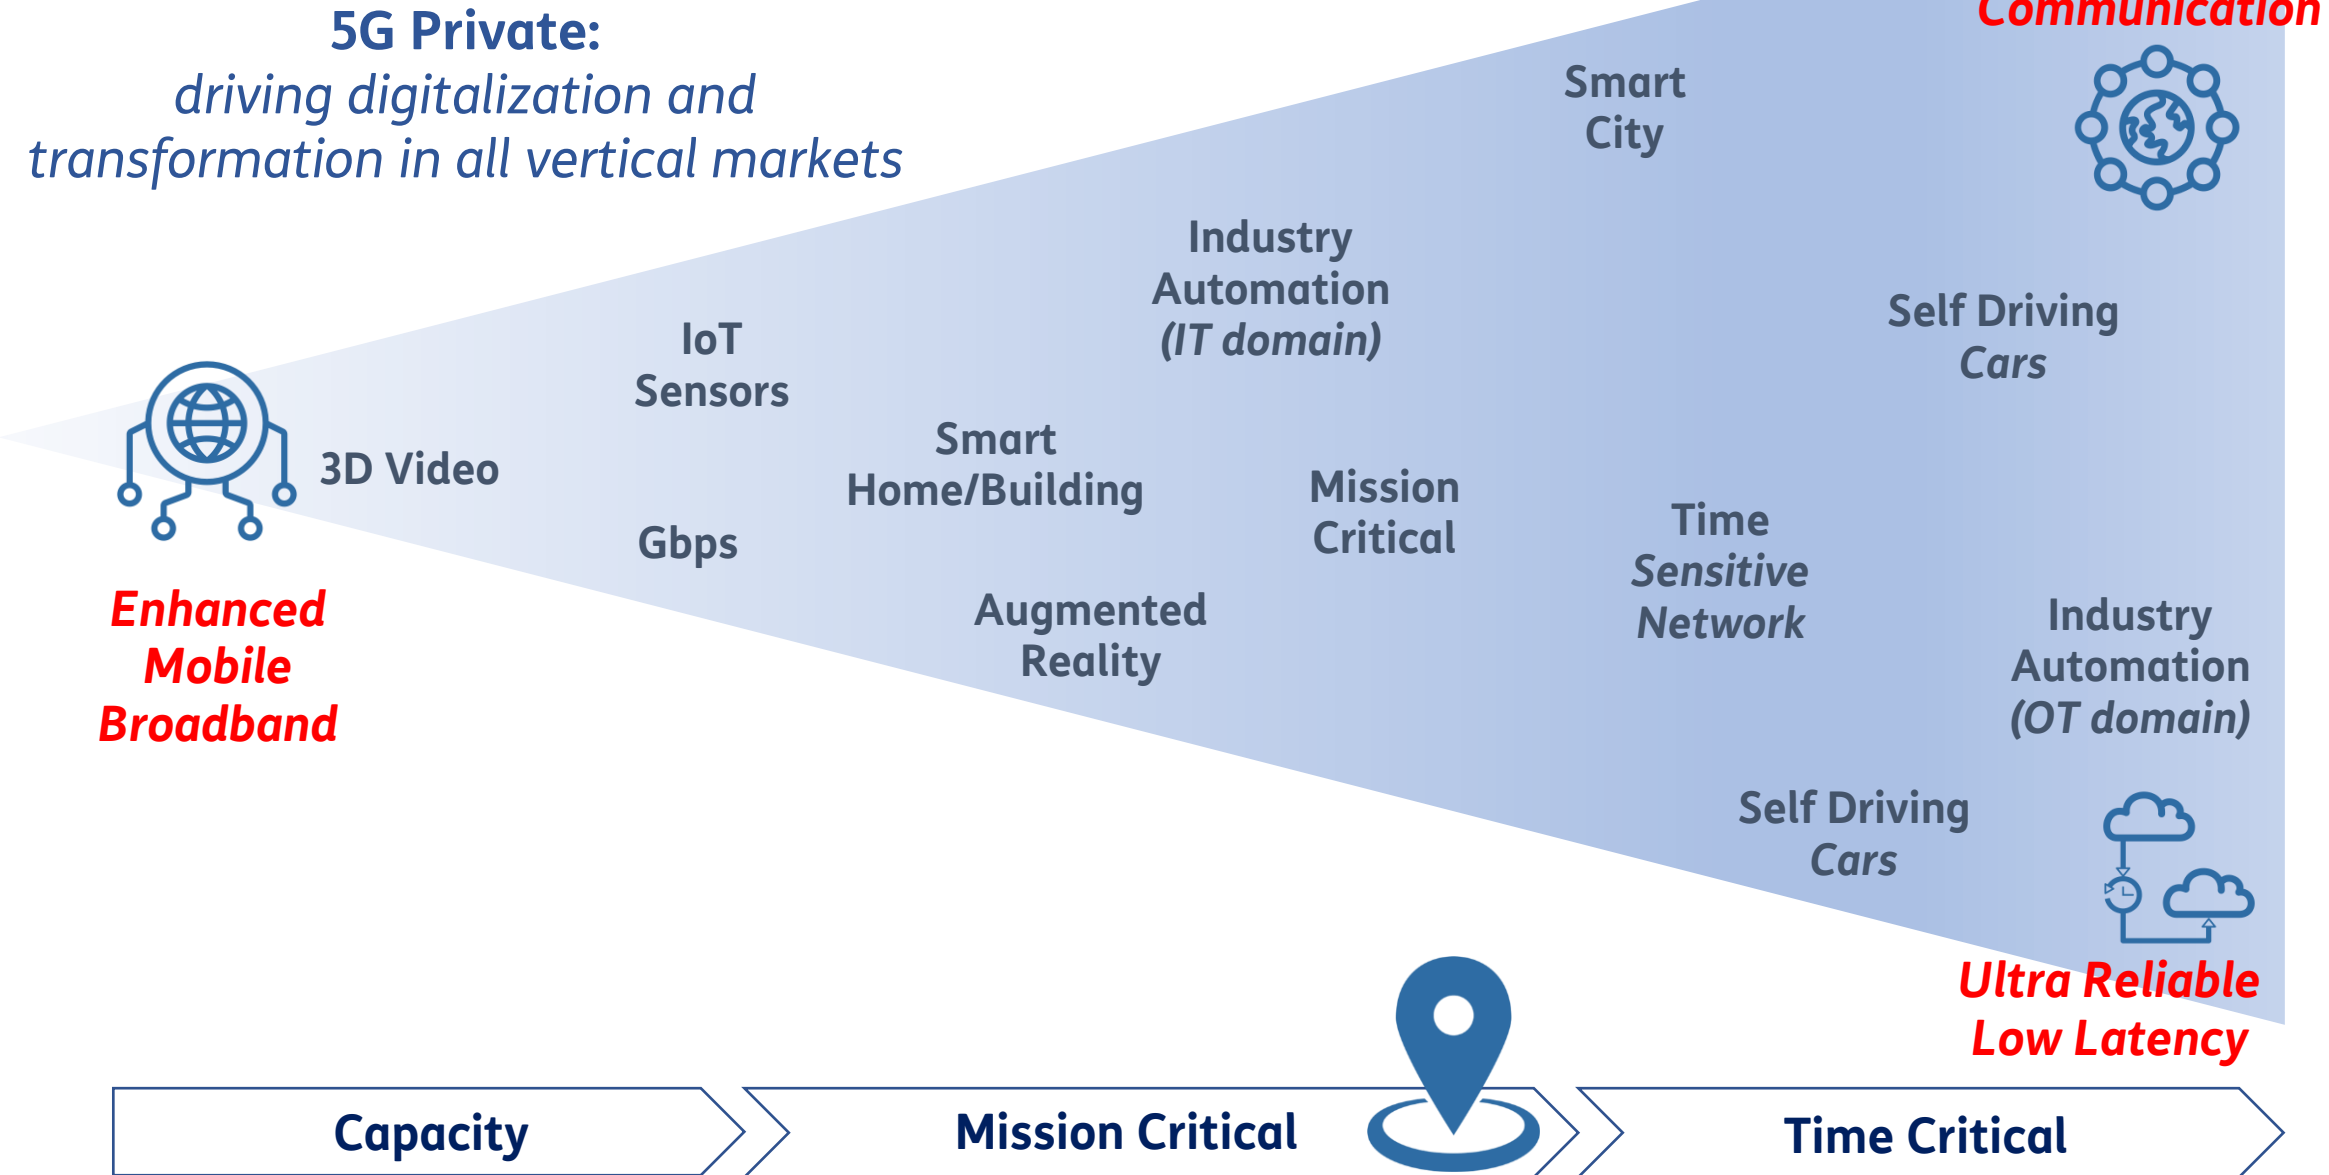 5G Private:
driving digitalization and
transformation in all vertical markets
Communication
Smart
City
Industry
Automation
(IT domain)
Self Driving
Cars
IoT
Sensors
3D Video
Smart
Home/Building
Gbps
Mission
Critical
Time
Sensitive
Network
Augmented
Reality
Enhanced
Mobile
Broadband
Industry
Automation
(OT domain)
Self Driving
Cars
Ultra Reliable
Low Latency
Capacity
Mission Critical
Time Critical